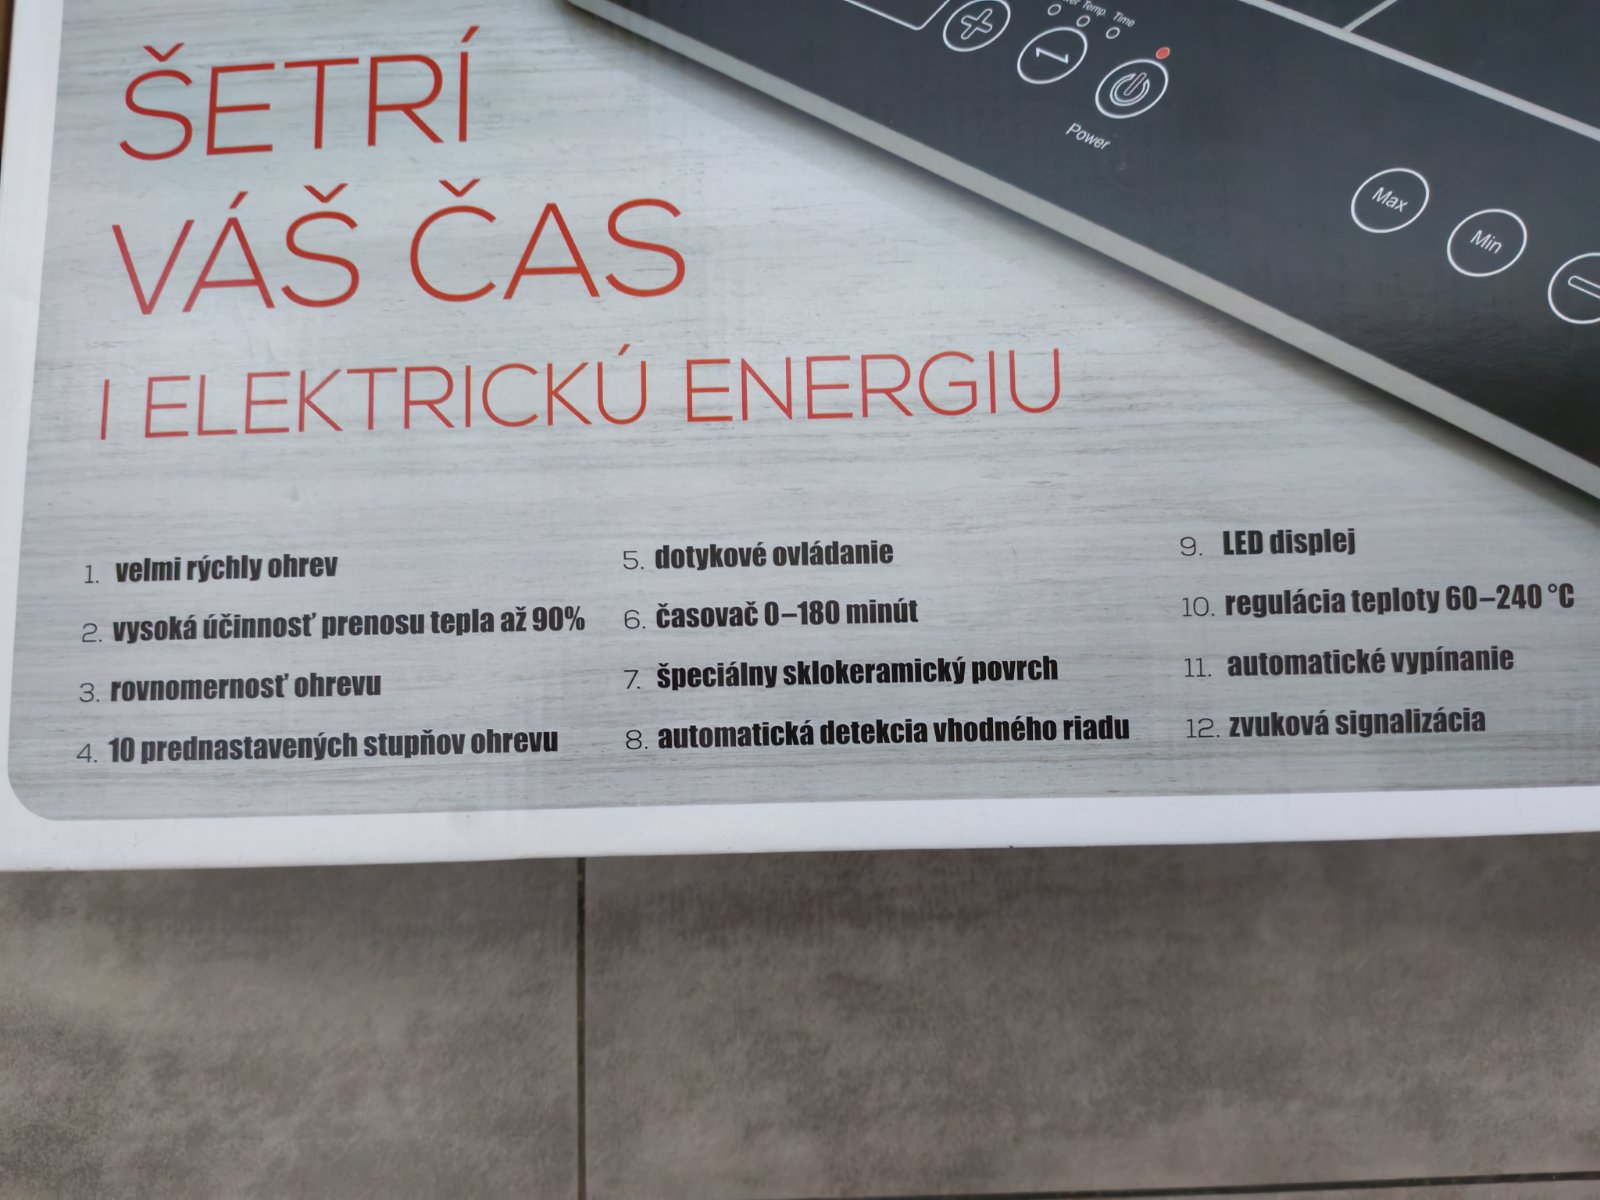 ŠETRÍ
VÁŠ ČAS
I ELEKTRICKÚ ENERGIU
1. velmi rýchly ohrev
2. vysoká účinnosť prenosu tepla až 90%
3. rovnomernosť ohrevu
4. 10 prednastavených stupňov ohrevu
5. dotykové ovládanie
6. časovač 0–180 minút
7. špeciálny sklokeramický povrch
8. automatická detekcia vhodného riadu
9. LED displej
10. regulácia teploty 60–240 °C
11. automatické vypínanie
12. zvuková signalizácia
Temp. Time
Power
Max
Min